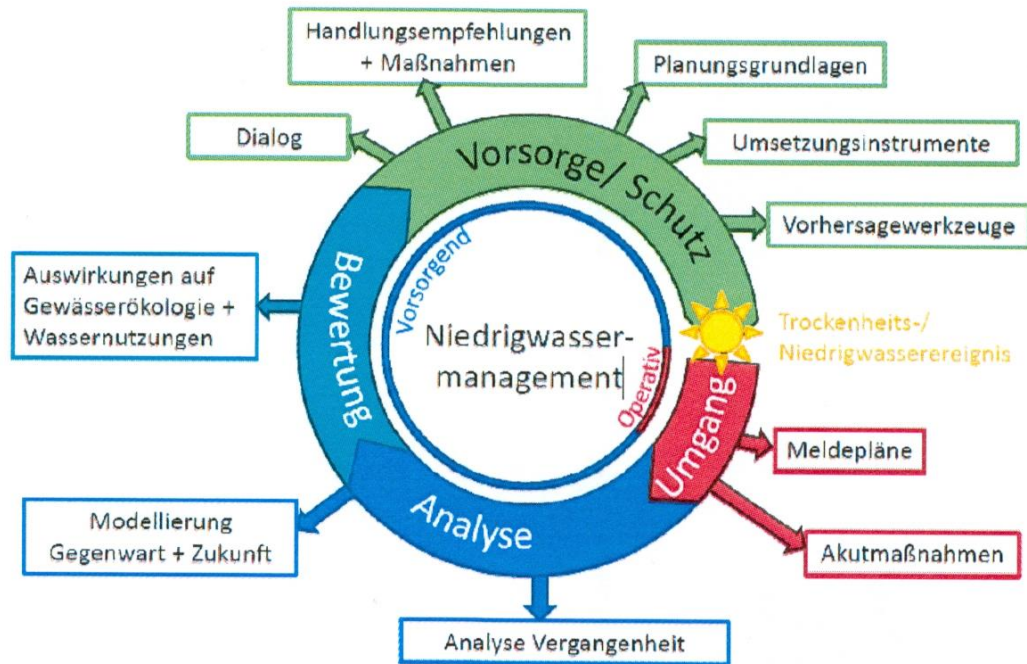 Handlungsempfehlungen
+ Maßnahmen
Planungsgrundlagen
Dialog
Umsetzungsinstrumente
Vorsorge/ Schutz
Vorhersagewerkzeuge
Auswirkungen auf
Gewässerökologie +
Wassernutzungen
Bewertung
Vorsorgend
Niedrigwasser-
management
Operativ
Trockenheits-/
Niedrigwasserereignis
Umgang
Meldepläne
Analyse
Modellierung
Gegenwart + Zukunft
Akutmaßnahmen
Analyse Vergangenheit